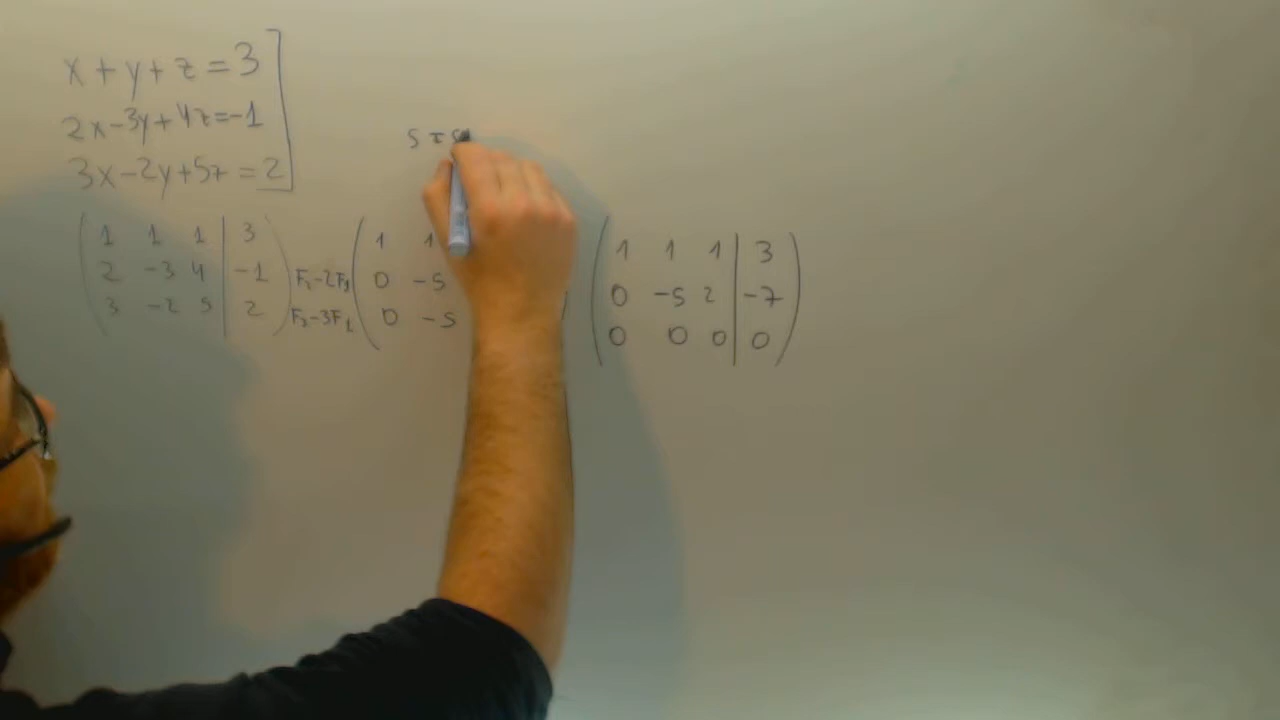 x + y + z = 3
2x - 3y + 4z = -1
3x - 2y + 5z = 2
1 1 1 | 3
2 -3 4 | -1
3 -2 5 | 2
F₂-2F₁
F₃-3F₁
1 1
0 -5
0 -5
1 1 1 | 3
0 -5 2 | -7
0 0 0 | 0